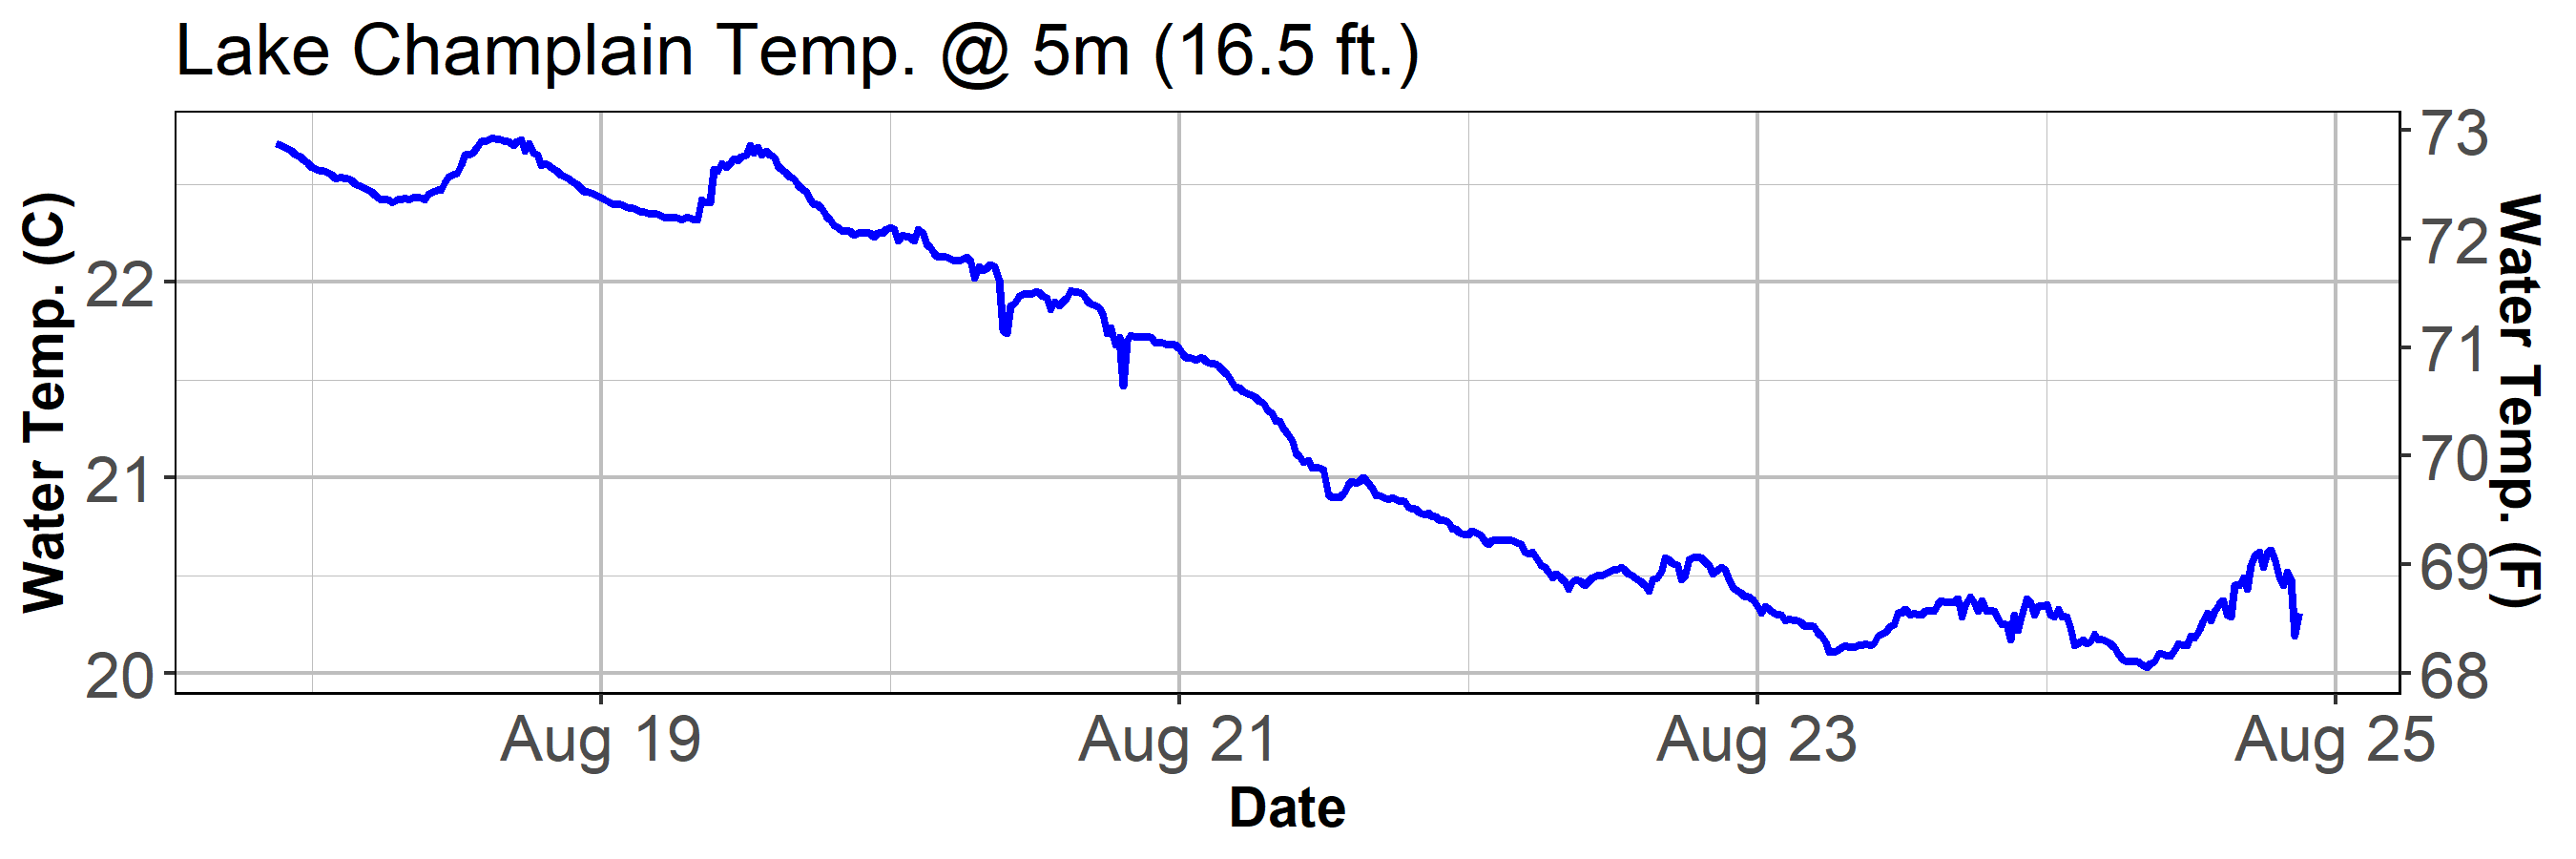 Lake Champlain Temp. @ 5m (16.5 ft.)
Water Temp. (C)
22
21
20
73
72
71
70
69
68
Water Temp. (F)
Aug 19
Aug 21
Aug 23
Aug 25
Date